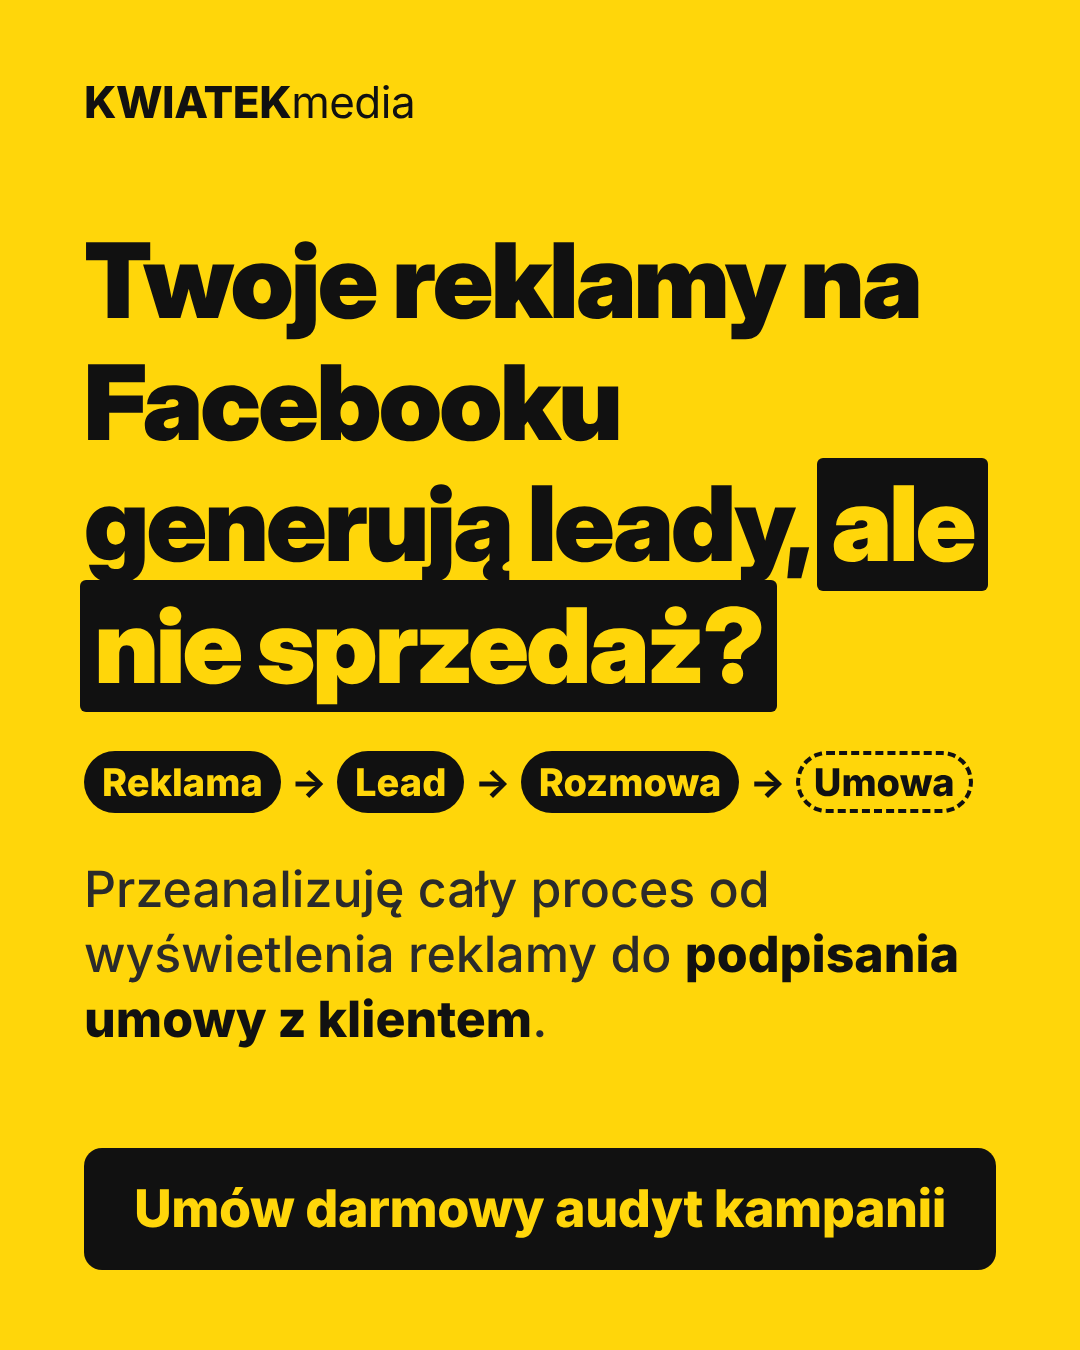 KWIATEKmedia
Twoje reklamy na
Facebooku
generują leady, ale
nie sprzedaż?
Reklama → Lead → Rozmowa → Umowa
Przeanalizuję cały proces od
wyświetlenia reklamy do podpisania
umowy z klientem.
Umów darmowy audyt kampanii